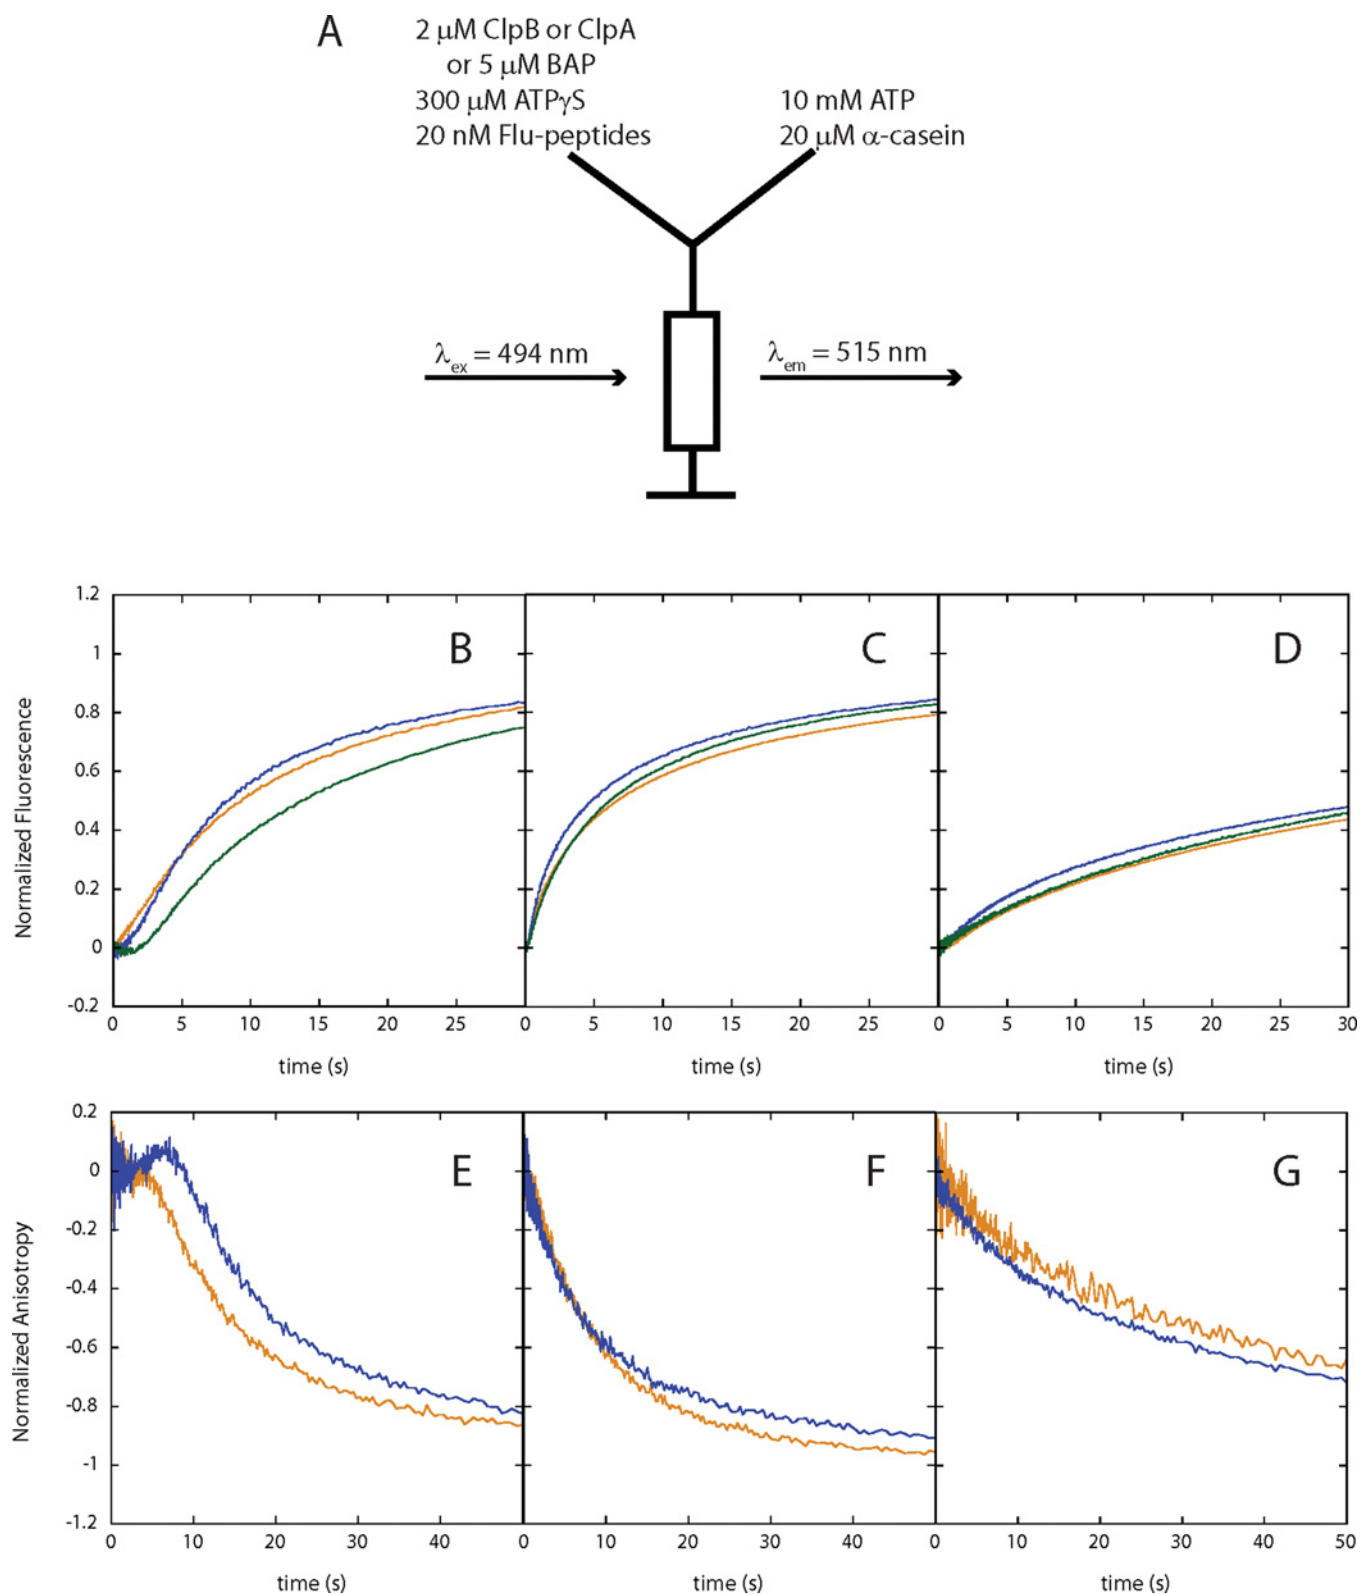 A
2 μM ClpB or ClpA
or 5 μM BAP
300 μM ATPγS
20 nM Flu-peptides
10 mM ATP
20 μM α-casein
λex = 494 nm
λem = 515 nm
Normalized Fluorescence
1.2
1
0.8
0.6
0.4
0.2
0
-0.2
B
C
D
0 5 10 15 20 25
0 5 10 15 20 25
0 5 10 15 20 25 30
time (s)
time (s)
time (s)
Normalized Anisotropy
0.2
0
-0.2
-0.4
-0.6
-0.8
-1
-1.2
E
F
G
0 10 20 30 40
0 10 20 30 40
0 10 20 30 40 50
time (s)
time (s)
time (s)